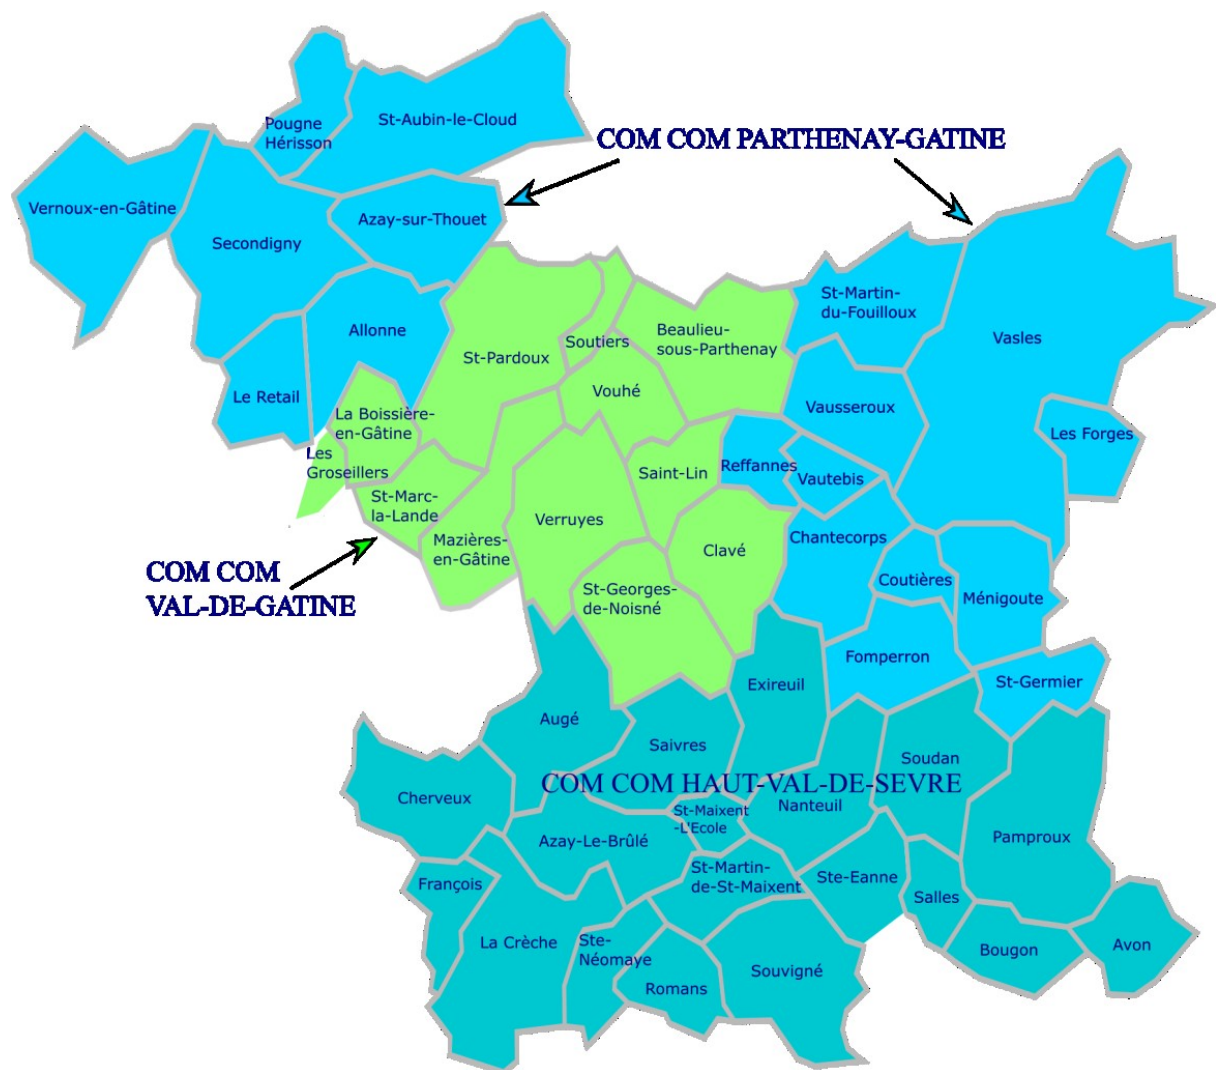 St-Aubin-le-Cloud
Pougne
Hérisson
COM COM PARTHENAY-GATINE
Vernoux-en-Gâtine
Azay-sur-Thouet
Secondigny
St-Martin-
du-Fouilloux
Allonne
Soutiers
Beaulieu-
sous-Parthenay
Vasles
St-Pardoux
Vouhé
Le Retail
Vausseroux
La Boissière-
en-Gâtine
Les Forges
Les
Groseillers
Saint-Lin
Reffannes
Vautebis
St-Marc-
la-Lande
Verruyes
Mazières-
en-Gâtine
Clavé
Chantecorps
COM COM
VAL-DE-GATINE
St-Georges-
de-Noisné
Coutières
Ménigoute
Fomperron
Exireuil
St-Germier
Augé
Saivres
Soudan
COM COM HAUT-VAL-DE-SEVRE
Cherveux
St-Maixent
-L'Ecole
Nanteuil
Azay-Le-Brûlé
Pamproux
St-Martin-
de-St-Maixent
Ste-Eanne
François
Salles
La Crèche
Ste-
Néomaye
Bougon
Avon
Souvigné
Romans